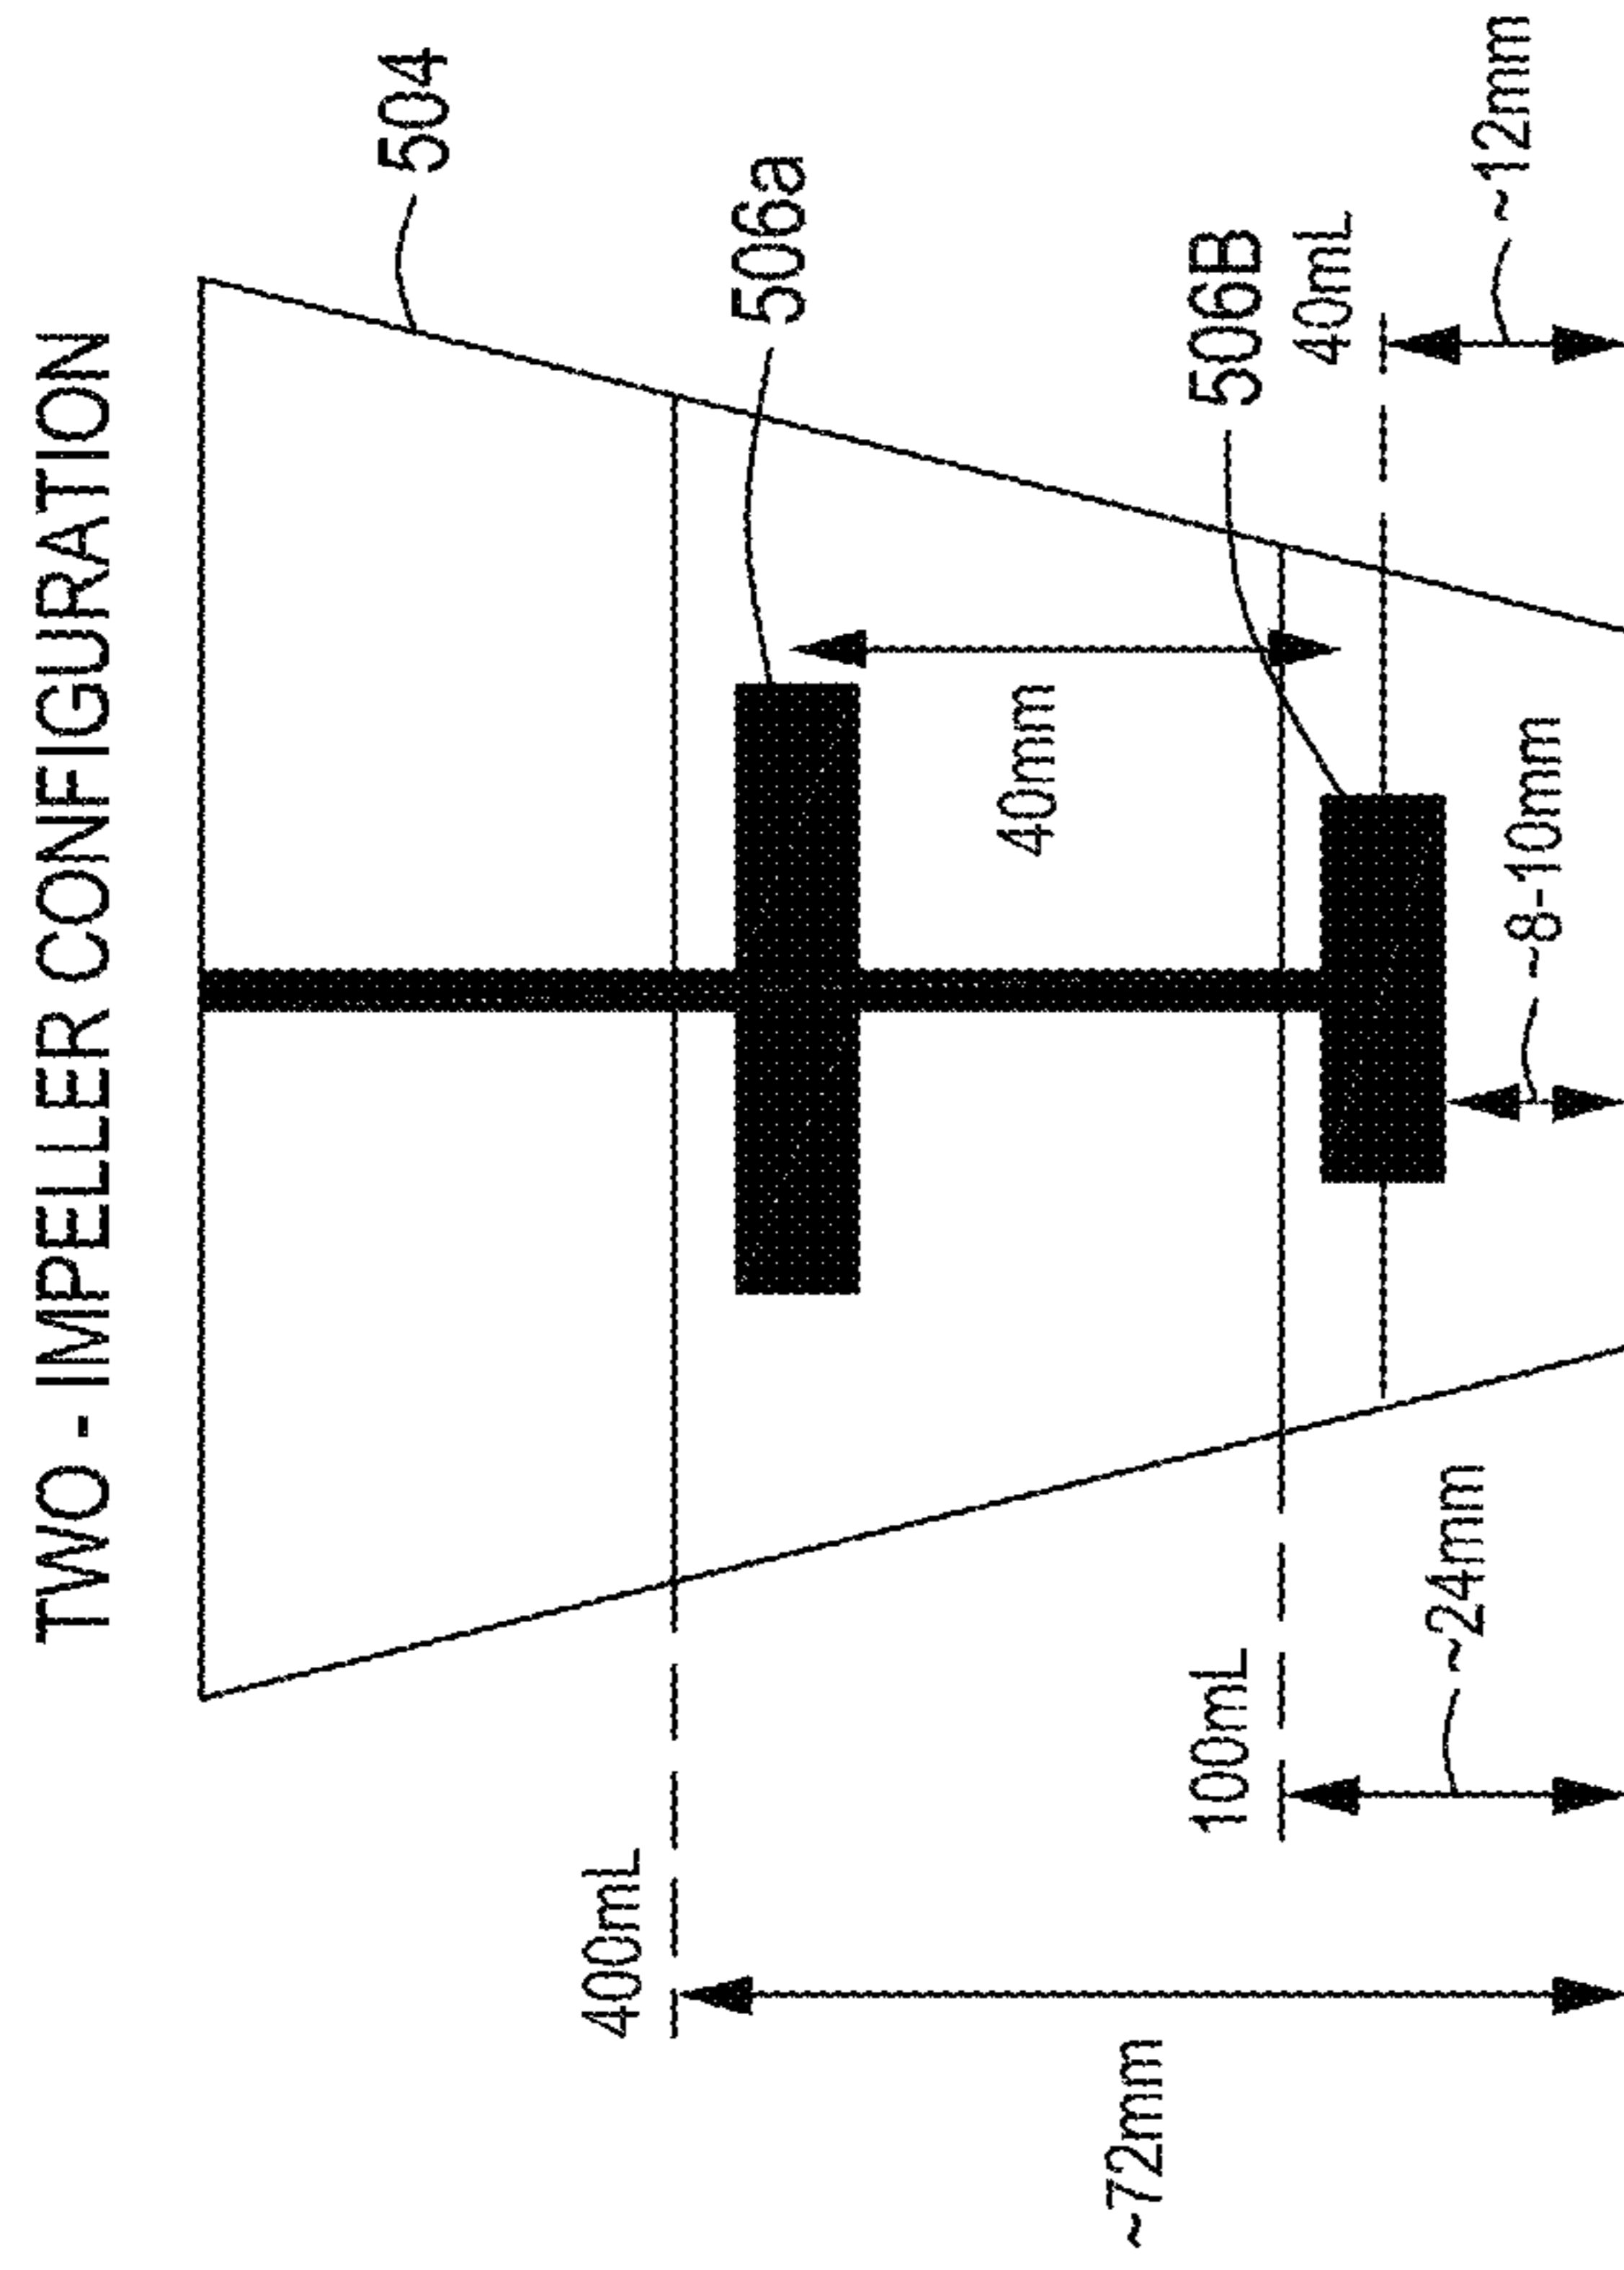 TWO - IMPELLER CONFIGURATION
504
506a
506B
40mL
~12mm
40mm
~8-10mm
400mL
100mL
~24mm
~72mm